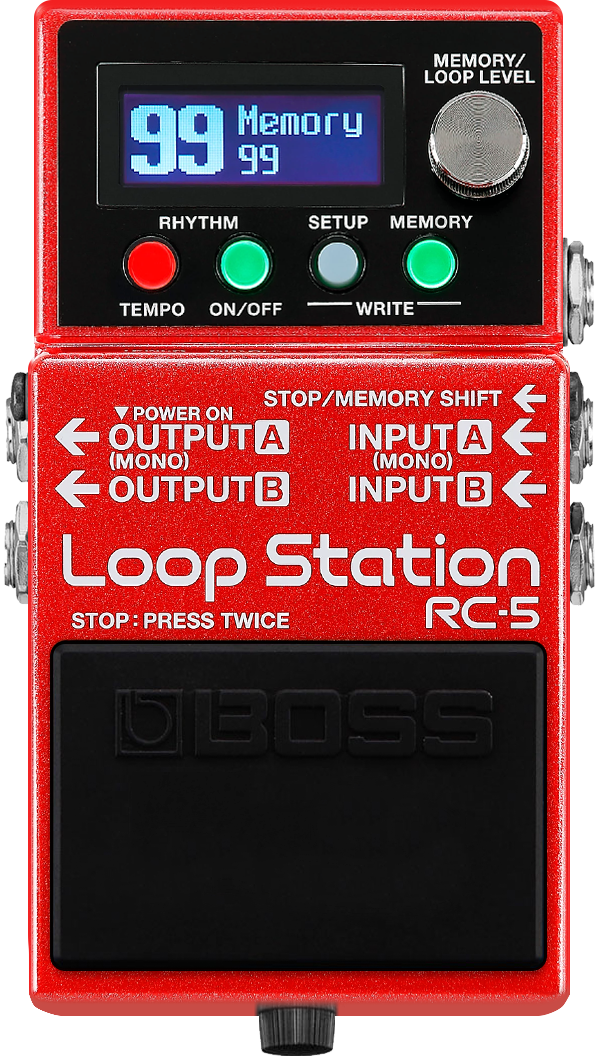 MEMORY/
LOOP LEVEL
99 Memory
99
RHYTHM SETUP MEMORY
TEMPO ON/OFF WRITE
STOP/MEMORY SHIFT
▼POWER ON
OUTPUT A INPUT A
(MONO) (MONO)
OUTPUT B INPUT B
Loop Station
STOP : PRESS TWICE RC-5
BOSS